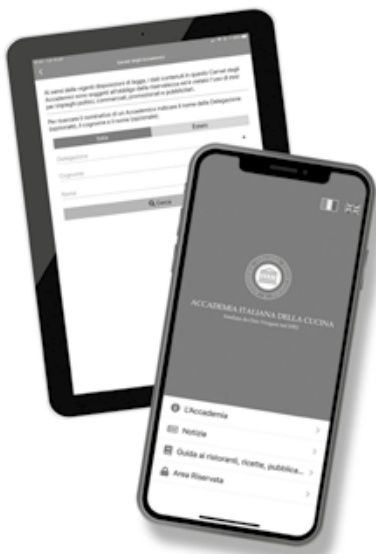 Carnet degli Accademici
Ai sensi delle vigenti disposizioni di legge, i dati contenuti in questo Carnet degli
Accademici sono soggetti all'obbligo della riservatezza ed è vietato l'uso di essi
per impieghi politici, commerciali, promozionali e pubblicitari.
Per ricercare il nominativo di un Accademico indicare il nome della Delegazione
(opzionale), il cognome e il nome (opzionale).
Italia
Estero
Delegazione
Cognome
Nome
Cerca
ACCADEMIA ITALIANA DELLA CUCINA
fondata da Orio Vergani nel 1953
L'Accademia
Notizie
Guida ai ristoranti, ricette, pubblica...
Area Riservata